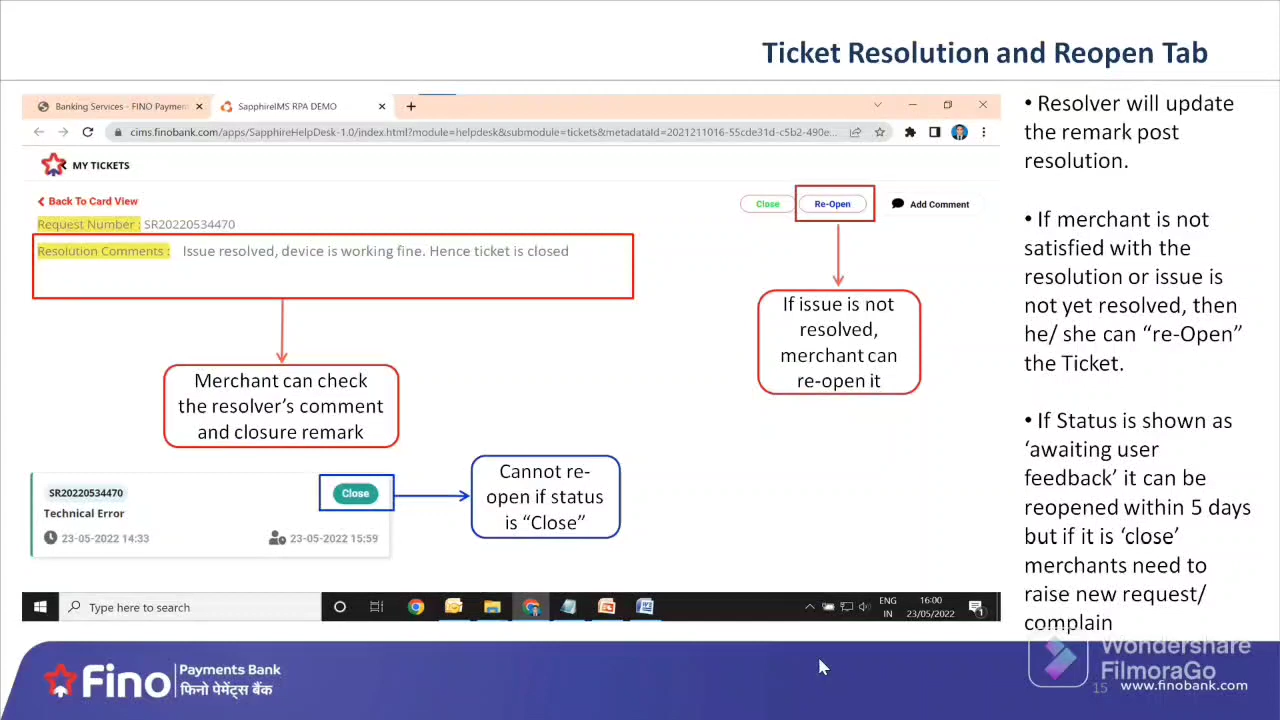 Ticket Resolution and Reopen Tab
Banking Services - FINO Paymen
SapphireIMS RPA DEMO
cims.finobank.com/apps/SapphireHelpDesk-1.0/index.html?module=helpdesk&submodule=tickets&metadataId=2021211016-55cde31d-c5b2-490e...
MY TICKETS
Back To Card View
Close
Re-Open
Add Comment
Request Number : SR20220534470
Resolution Comments : Issue resolved, device is working fine. Hence ticket is closed
If issue is not
resolved,
merchant can
re-open it
Merchant can check
the resolver's comment
and closure remark
SR20220534470
Close
Technical Error
23-05-2022 14:33
23-05-2022 15:59
Cannot re-
open if status
is "Close"
Type here to search
ENG
IN
16:00
23/05/2022
1
• Resolver will update
the remark post
resolution.
• If merchant is not
satisfied with the
resolution or issue is
not yet resolved, then
he/ she can "re-Open"
the Ticket.
• If Status is shown as
'awaiting user
feedback' it can be
reopened within 5 days
but if it is 'close'
merchants need to
raise new request/
complain
Fino
Payments Bank
फिनो पेमेंट्स बैंक
Wondershare
FilmoraGo
15
www.finobank.com